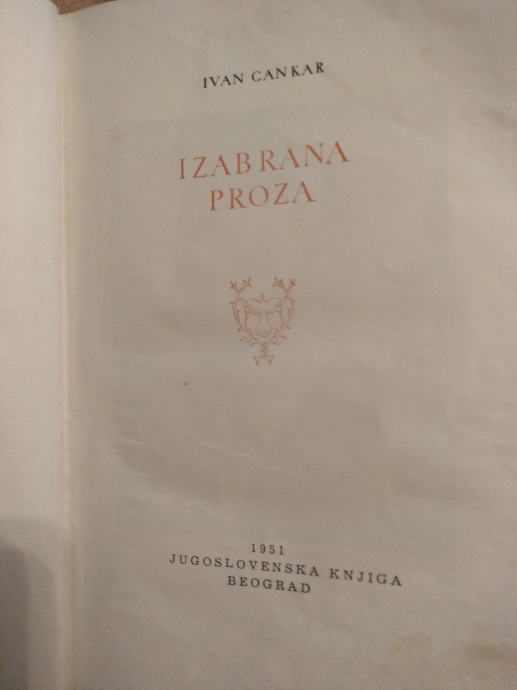 IVAN CANKAR
IZABRANA
PROZA
1951
JUGOSLOVENSKA KNJIGA
BEOGRAD